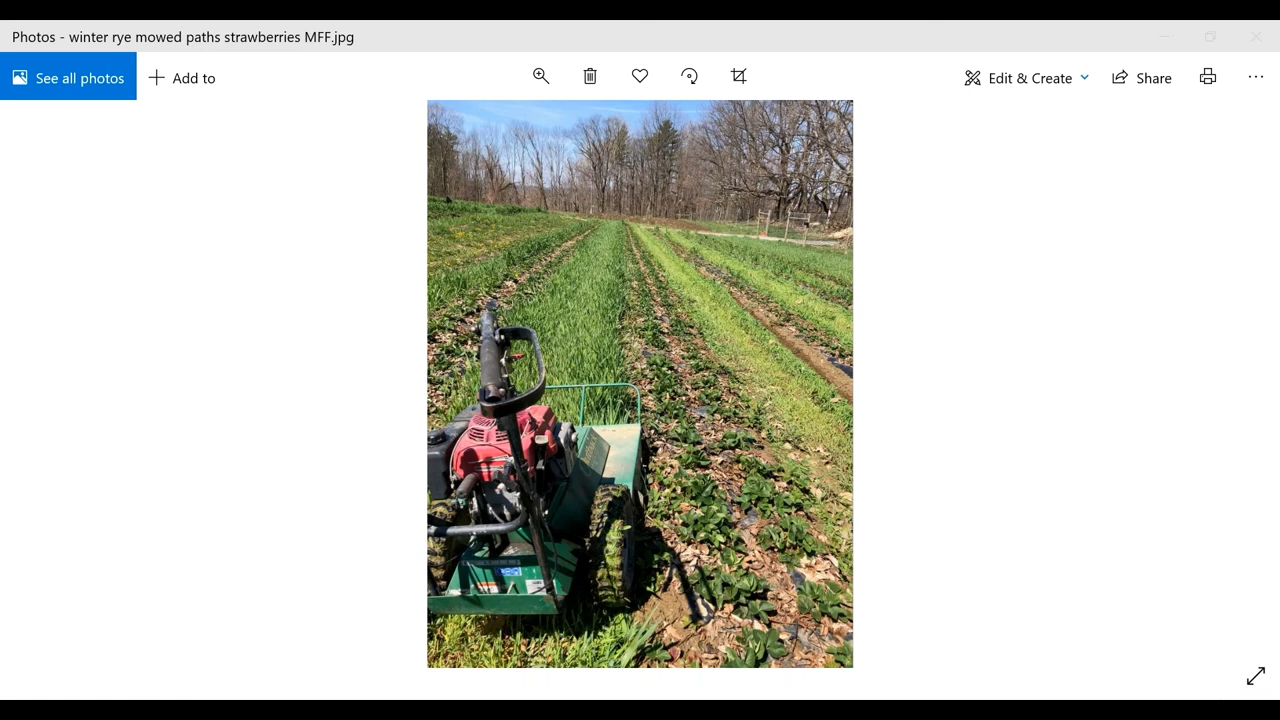 Photos - winter rye mowed paths strawberries MFF.jpg
See all photos
Add to
Edit & Create
Share